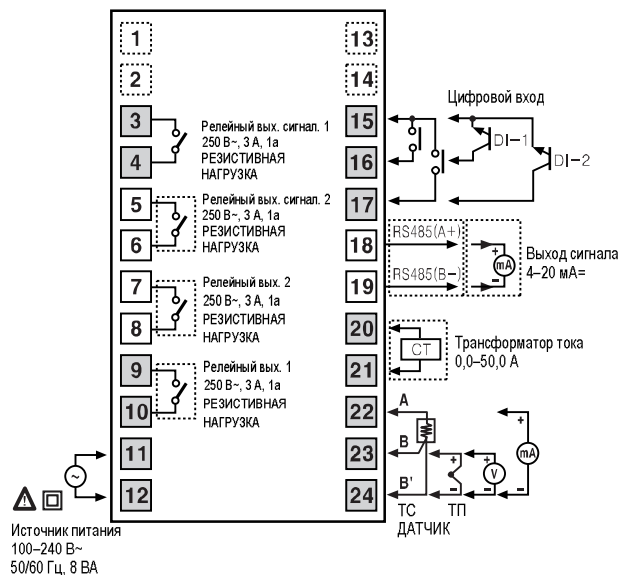 1
2
3
4
5
6
7
8
9
10
11
12
13
14
15
16
17
18
19
20
21
22
23
24
Релейный вых. сигнал. 1
250 В~, 3 А, 1а
РЕЗИСТИВНАЯ
НАГРУЗКА
Релейный вых. сигнал. 2
250 В~, 3 А, 1а
РЕЗИСТИВНАЯ
НАГРУЗКА
Релейный вых. 2
250 В~, 3 А, 1а
РЕЗИСТИВНАЯ
НАГРУЗКА
Релейный вых. 1
250 В~, 3 А, 1а
РЕЗИСТИВНАЯ
НАГРУЗКА
Цифровой вход
DI-1
DI-2
RS485(A+)
RS485(B-)
+
mA
-
Выход сигнала
4–20 мА=
CT
Трансформатор тока
0,0–50,0 А
A
B
B'
+
-
+
V
-
+
mA
-
ТС
ТП
ДАТЧИК
~
Источник питания
100–240 В~
50/60 Гц, 8 ВА